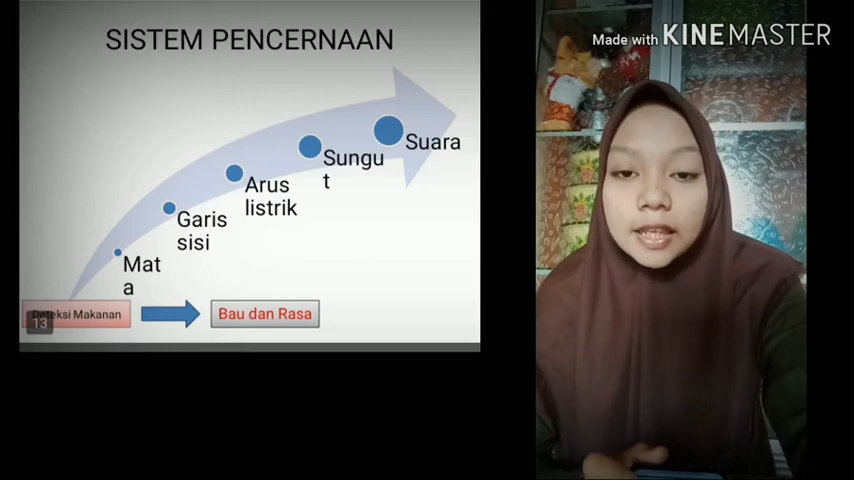 SISTEM PENCERNAAN
Made with KINEMASTER
Suara
Sungu
t
Arus
listrik
Garis
sisi
Mat
a
Deteksi Makanan
Bau dan Rasa
13